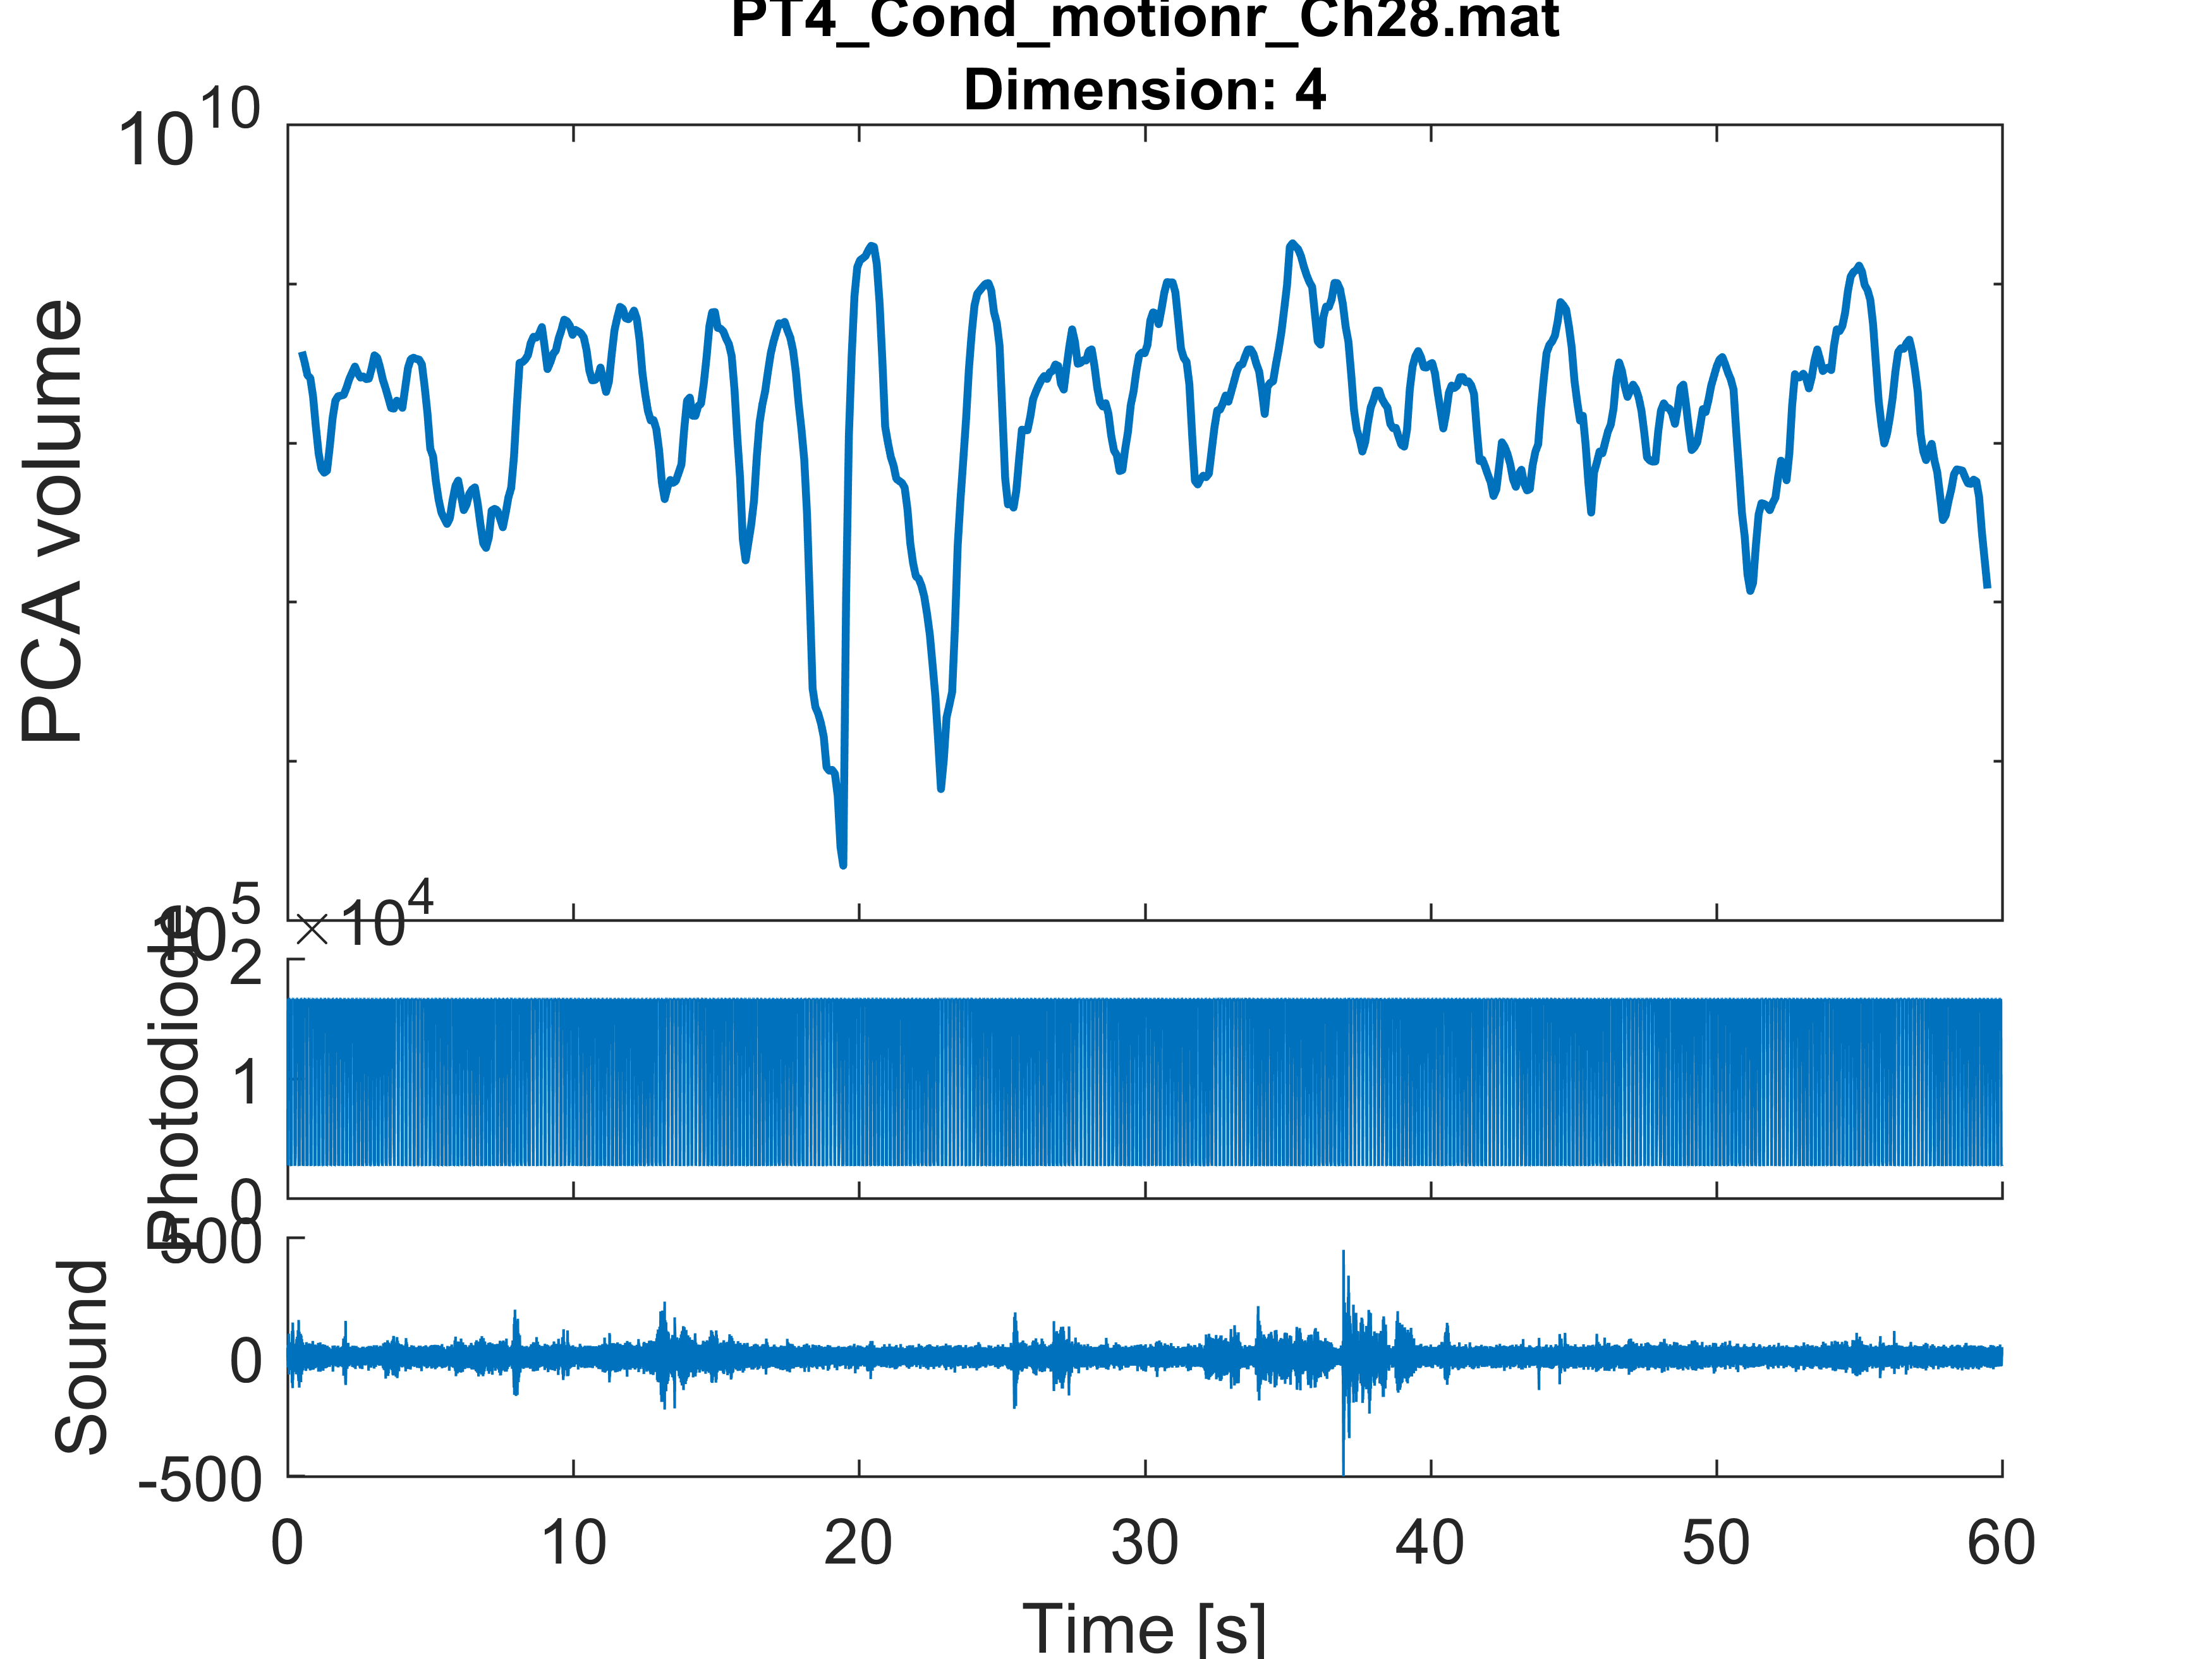 PT4_Cond_motionr_Ch28.mat
Dimension: 4
10^10
PCA volume
10^5
×10^4
2
1
0
Photodiode
500
0
-500
Sound
0 10 20 30 40 50 60
Time [s]